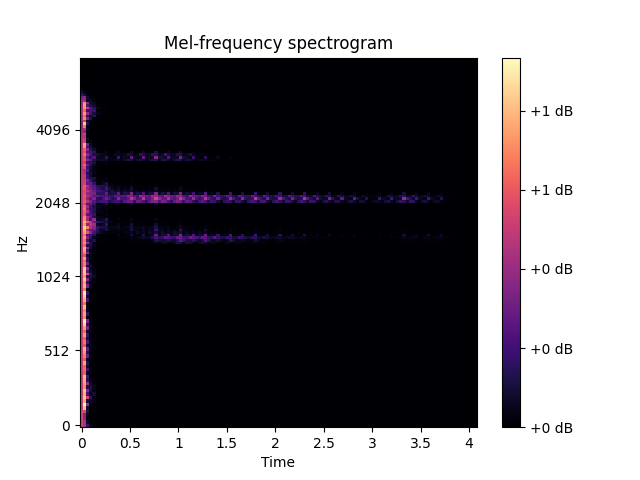 Mel-frequency spectrogram
Hz
4096
2048
1024
512
0
0 0.5 1 1.5 2 2.5 3 3.5 4
Time
+1 dB
+1 dB
+0 dB
+0 dB
+0 dB